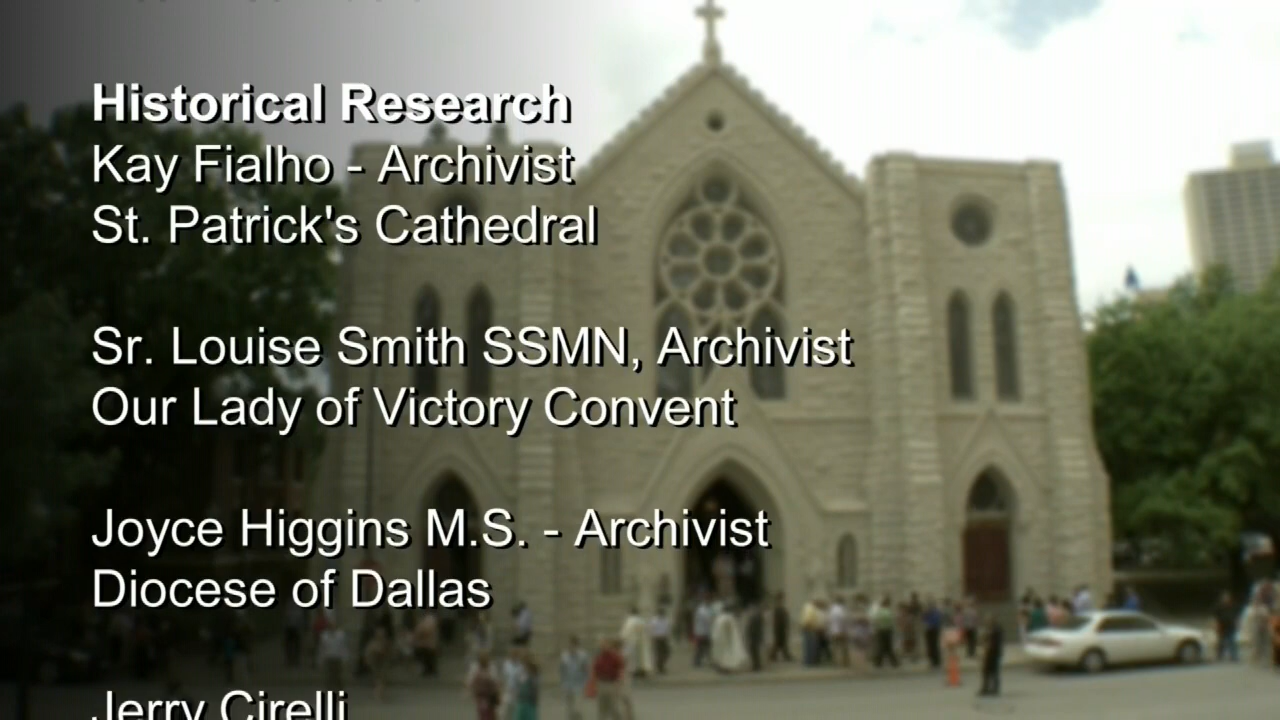 Historical Research
Kay Fialho - Archivist
St. Patrick's Cathedral
Sr. Louise Smith SSMN, Archivist
Our Lady of Victory Convent
Joyce Higgins M.S. - Archivist
Diocese of Dallas
Jerry Cirelli